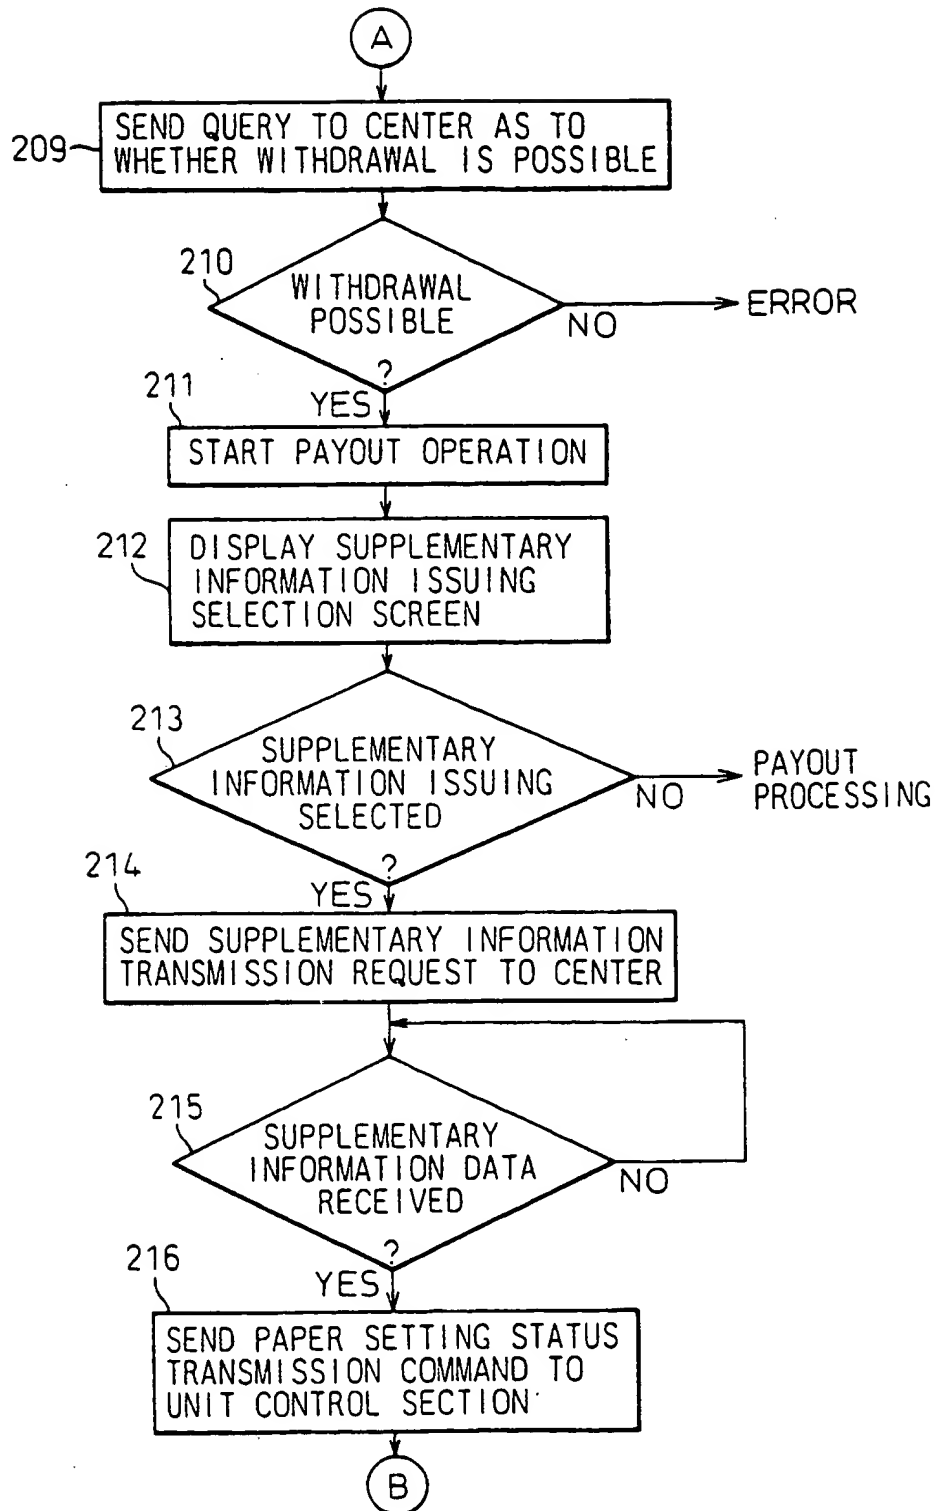 A
209
SEND QUERY TO CENTER AS TO
WHETHER WITHDRAWAL IS POSSIBLE
210
WITHDRAWAL
POSSIBLE
?
NO
ERROR
YES
211
START PAYOUT OPERATION
212
DISPLAY SUPPLEMENTARY
INFORMATION ISSUING
SELECTION SCREEN
213
SUPPLEMENTARY
INFORMATION ISSUING
SELECTED
?
NO
PAYOUT
PROCESSING
YES
214
SEND SUPPLEMENTARY INFORMATION
TRANSMISSION REQUEST TO CENTER
215
SUPPLEMENTARY
INFORMATION DATA
RECEIVED
?
NO
YES
216
SEND PAPER SETTING STATUS
TRANSMISSION COMMAND TO
UNIT CONTROL SECTION
B